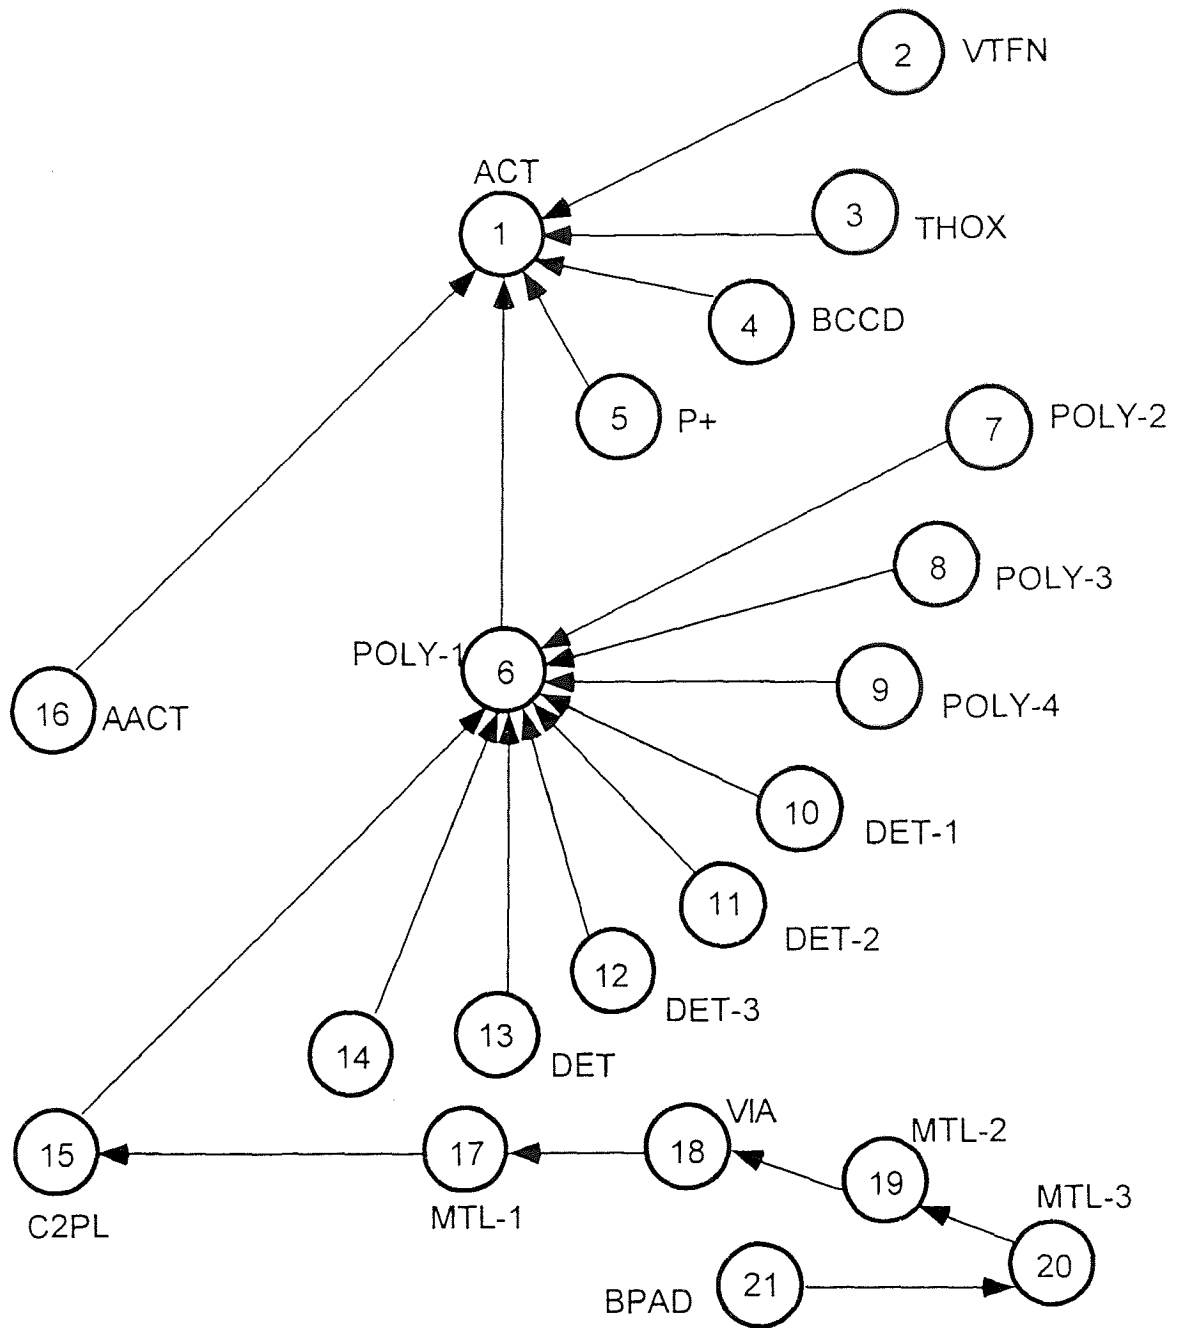 2 VTFN
ACT
1
3 THOX
4 BCCD
5 P+
7 POLY-2
8 POLY-3
POLY-1 6
9 POLY-4
16 AACT
10 DET-1
11 DET-2
12 DET-3
13 DET
14
15 C2PL
17 MTL-1
18 VIA
19 MTL-2
20 MTL-3
21 BPAD